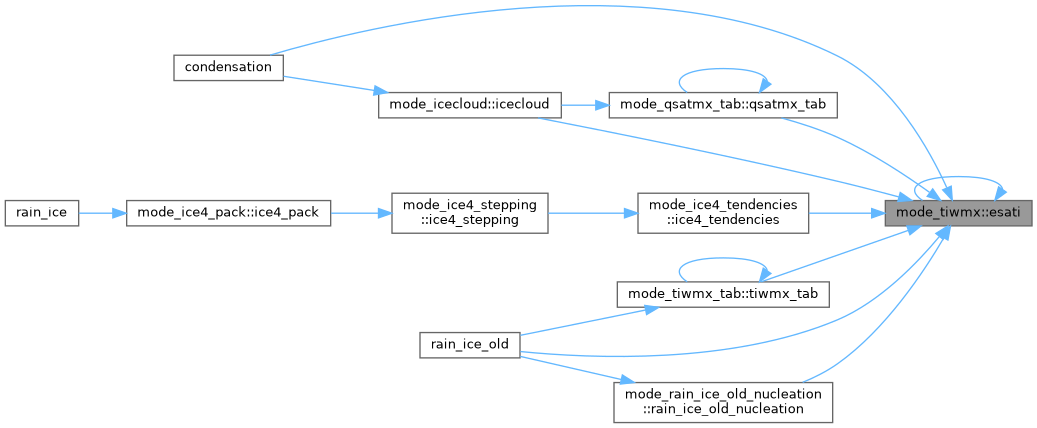 condensation
mode_icecloud::icecloud
mode_qsatmx_tab::qsatmx_tab
rain_ice
mode_ice4_pack::ice4_pack
mode_ice4_stepping
::ice4_stepping
mode_ice4_tendencies
::ice4_tendencies
mode_tiwmx::esati
mode_tiwmx_tab::tiwmx_tab
rain_ice_old
mode_rain_ice_old_nucleation
::rain_ice_old_nucleation